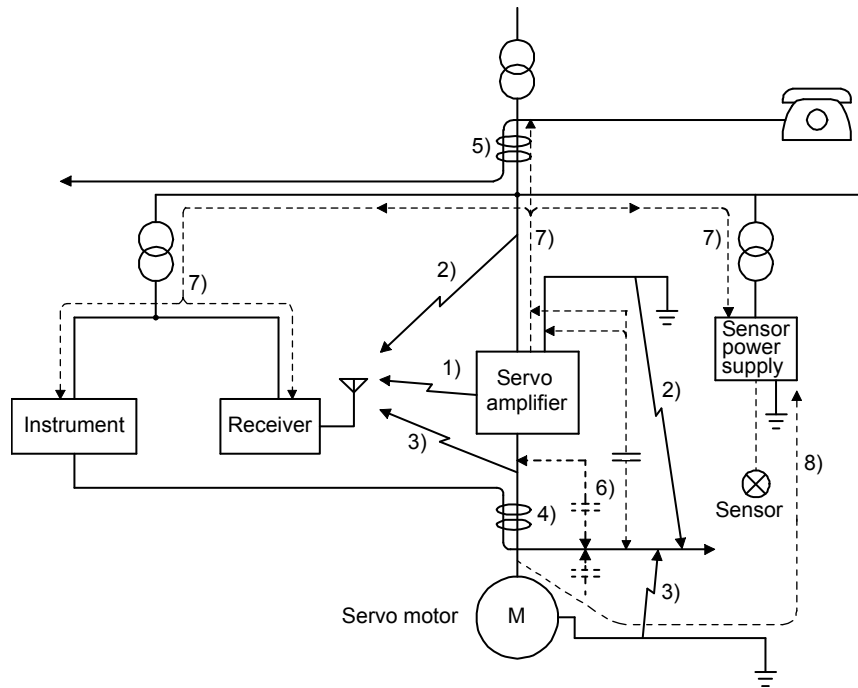 5)
7)
2)
7)
7)
Sensor
power
supply
1)
Servo
amplifier
2)
Instrument
Receiver
3)
8)
6)
Sensor
4)
3)
Servo motor
M